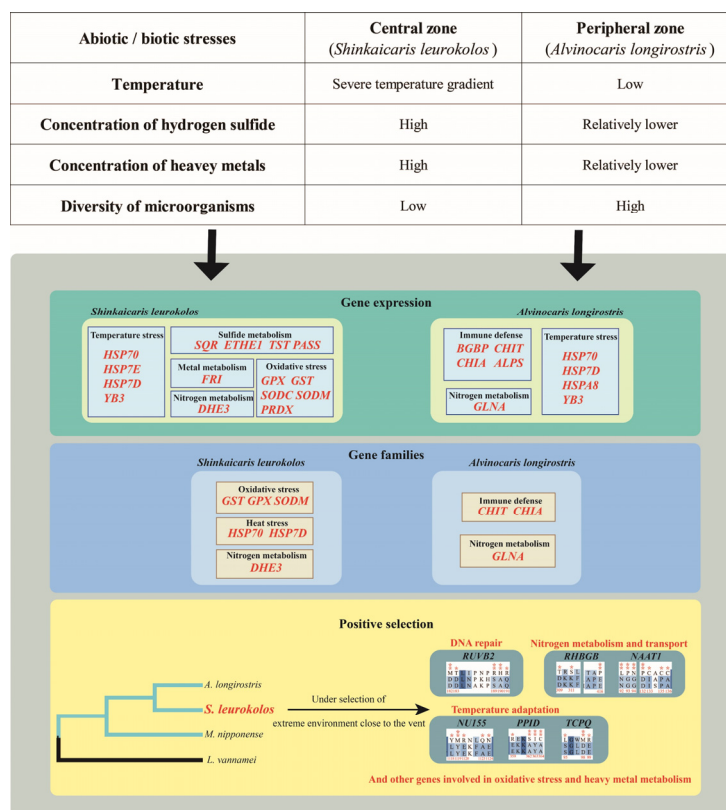 Abiotic / biotic stresses
Central zone
(Shinkaicaris leurokolos)
Peripheral zone
(Alvinocaris longirostris)
Temperature
Severe temperature gradient
Low
Concentration of hydrogen sulfide
High
Relatively lower
Concentration of heavey metals
High
Relatively lower
Diversity of microorganisms
Low
High
Gene expression
Shinkaicaris leurokolos
Temperature stress
HSP70
HSP7E
HSP7D
YB3
Sulfide metabolism
SQR ETHE1 TST PASS
Metal metabolism
FRI
Nitrogen metabolism
DHE3
Oxidative stress
GPX GST
SODC SODM
PRDX
Alvinocaris longirostris
Immune defense
BGBP CHIT
CHIA ALPS
Nitrogen metabolism
GLNA
Temperature stress
HSP70
HSP7D
HSPA8
YB3
Gene families
Shinkaicaris leurokolos
Oxidative stress
GST GPX SODM
Heat stress
HSP70 HSP7D
Nitrogen metabolism
DHE3
Alvinocaris longirostris
Immune defense
CHIT CHIA
Nitrogen metabolism
GLNA
Positive selection
A. longirostris
S. leurokolos
M. nipponense
L. vannamei
Under selection of
extreme environment close to the vent
DNA repair
RUVB2
Nitrogen metabolism and transport
RHBGB NAAT1
Temperature adaptation
NU155 PPID TCPQ
And other genes involved in oxidative stress and heavy metal metabolism